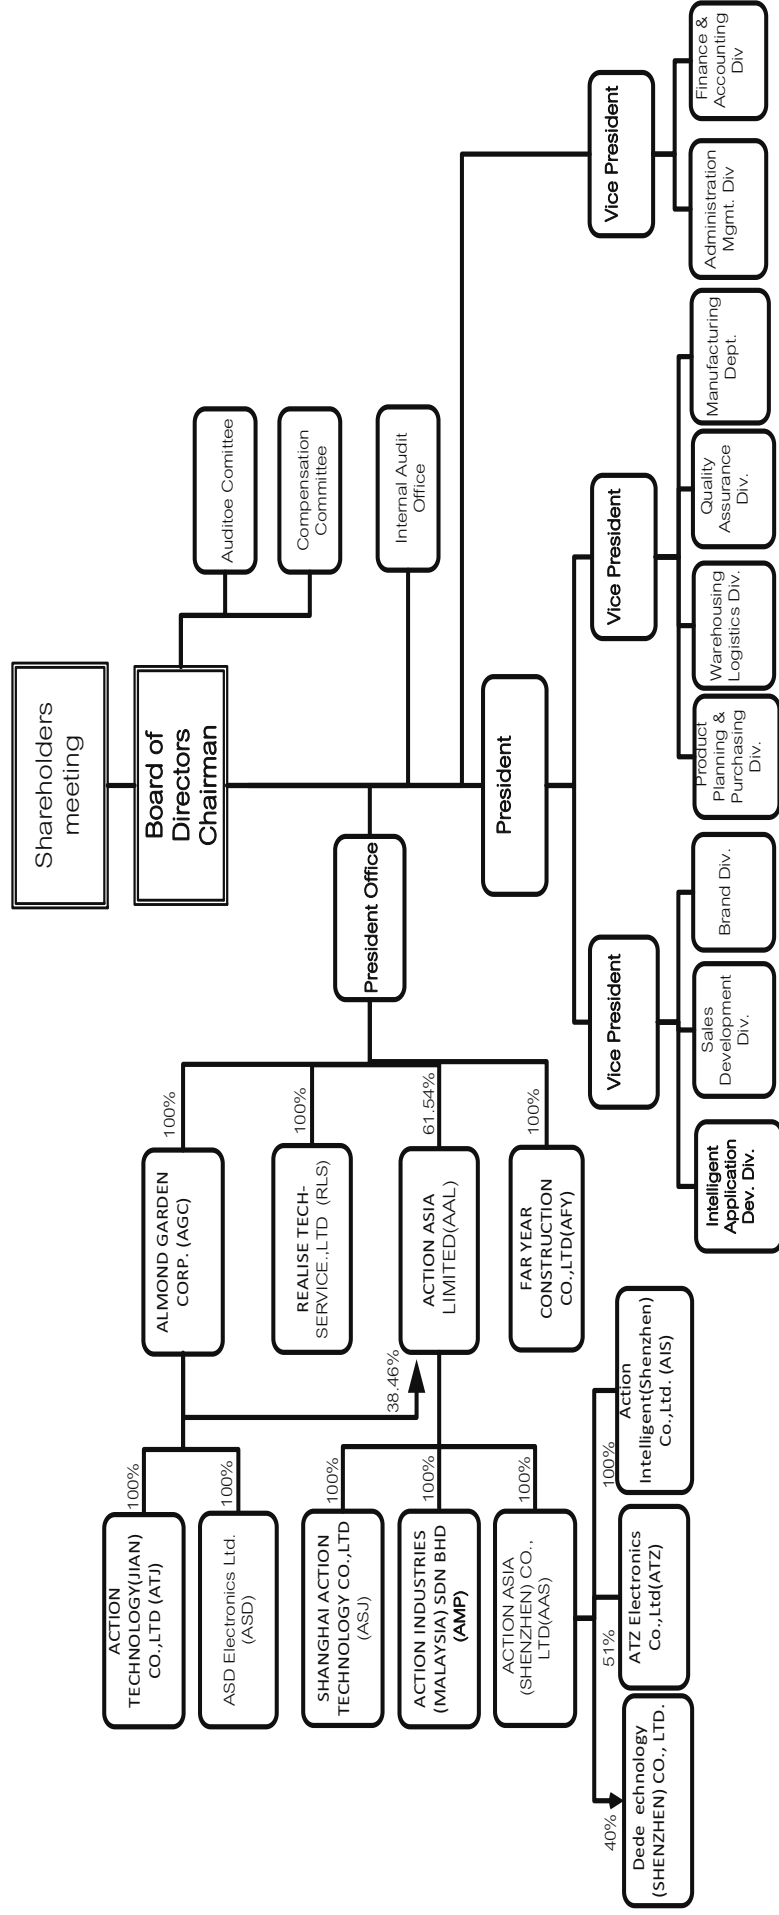 Shareholders
meeting
Board of
Directors
Chairman
Auditoe Comittee
Compensation
Committee
Internal Audit
Office
President Office
President
ALMOND GARDEN
CORP. (AGC)
100%
REALISE TECH-
SERVICE.,LTD (RLS)
100%
ACTION ASIA
LIMITED(AAL)
61.54%
38.46%
FAR YEAR
CONSTRUCTION
CO.,LTD(AFY)
100%
ACTION
TECHNOLOGY(JIAN)
CO.,LTD (ATJ)
100%
ASD Electronics Ltd.
(ASD)
100%
SHANGHAI ACTION
TECHNOLOGY CO.,LTD
(ASJ)
100%
ACTION INDUSTRIES
(MALAYSIA) SDN BHD
(AMP)
100%
ACTION ASIA
(SHENZHEN) CO.,
LTD(AAS)
100%
Dede echnology
(SHENZHEN) CO., LTD.
40%
ATZ Electronics
Co.,Ltd(ATZ)
51%
Action
Intelligent(Shenzhen)
Co.,Ltd. (AIS)
100%
Vice President
Intelligent
Application
Dev. Div.
Sales
Development
Div.
Brand Div.
Vice President
Product
Planning &
Purchasing
Div.
Warehousing
Logistics Div.
Quality
Assurance
Div.
Manufacturing
Dept.
Vice President
Administration
Mgmt. Div
Finance &
Accounting
Div